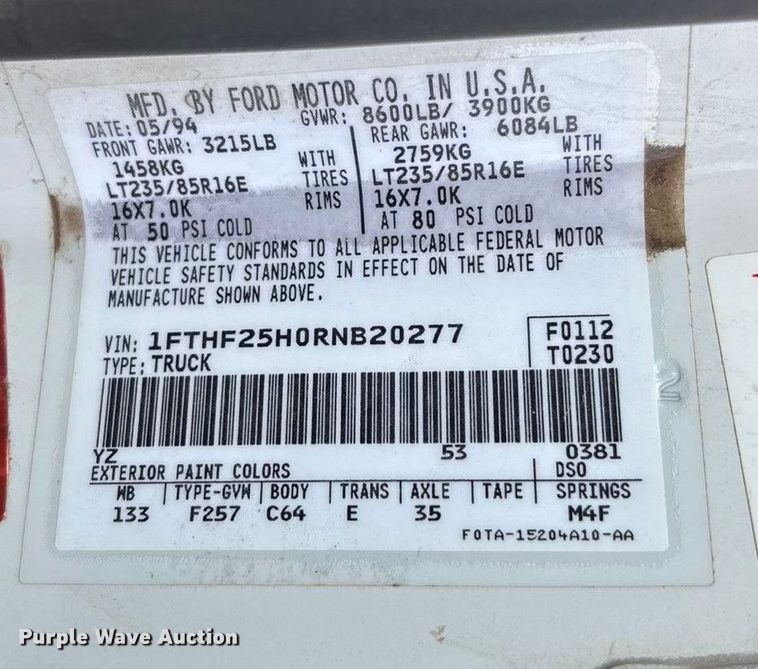 MFD. BY FORD MOTOR CO. IN U.S.A.
DATE: 05/94 GVWR: 8600LB/ 3900KG
FRONT GAWR: 3215LB REAR GAWR: 6084LB
1458KG WITH 2759KG WITH
LT235/85R16E TIRES LT235/85R16E TIRES
16X7.0K RIMS 16X7.0K RIMS
AT 50 PSI COLD AT 80 PSI COLD
THIS VEHICLE CONFORMS TO ALL APPLICABLE FEDERAL MOTOR
VEHICLE SAFETY STANDARDS IN EFFECT ON THE DATE OF
MANUFACTURE SHOWN ABOVE.
VIN: 1FTHF25H0RNB20277 F0112
TYPE: TRUCK T0230
YZ 53 0381
EXTERIOR PAINT COLORS DSO
WB TYPE-GVW BODY TRANS AXLE TAPE SPRINGS
133 F257 C64 E 35 M4F
F0TA-15204A10-AA
2
Purple Wave Auction